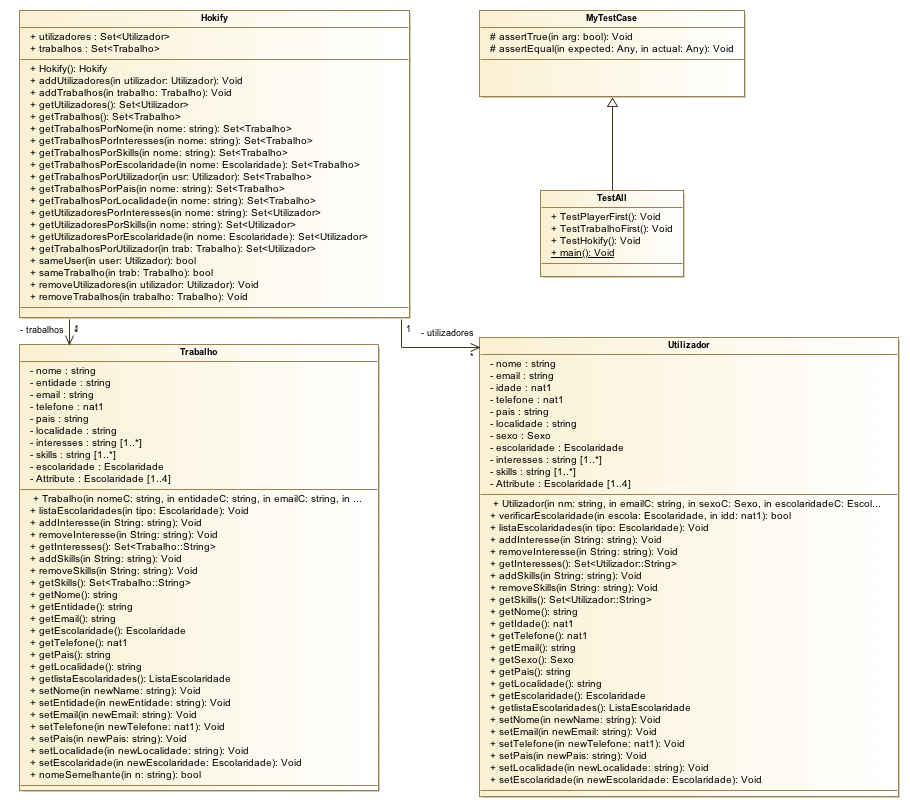 Hokify
+ utilizadores : Set<Utilizador>
+ trabalhos : Set<Trabalho>
+ Hokify(): Hokify
+ addUtilizadores(in utilizador: Utilizador): Void
+ addTrabalhos(in trabalho: Trabalho): Void
+ getUtilizadores(): Set<Utilizador>
+ getTrabalhos(): Set<Trabalho>
+ getTrabalhosPorNome(in nome: string): Set<Trabalho>
+ getTrabalhosPorInteresses(in nome: string): Set<Trabalho>
+ getTrabalhosPorSkills(in nome: string): Set<Trabalho>
+ getTrabalhosPorEscolaridade(in nome: Escolaridade): Set<Trabalho>
+ getTrabalhosPorUtilizador(in usr: Utilizador): Set<Trabalho>
+ getTrabalhosPorPais(in nome: string): Set<Trabalho>
+ getTrabalhosPorLocalidade(in nome: string): Set<Trabalho>
+ getUtilizadoresPorInteresses(in nome: string): Set<Utilizador>
+ getUtilizadoresPorSkills(in nome: string): Set<Utilizador>
+ getUtilizadoresPorEscolaridade(in nome: Escolaridade): Set<Utilizador>
+ getTrabalhosPorUtilizador(in trab: Trabalho): Set<Utilizador>
+ sameUser(in user: Utilizador): bool
+ sameTrabalho(in trab: Trabalho): bool
+ removeUtilizadores(in utilizador: Utilizador): Void
+ removeTrabalhos(in trabalho: Trabalho): Void
MyTestCase
# assertTrue(in arg: bool): Void
# assertEqual(in expected: Any, in actual: Any): Void
TestAll
+ TestPlayerFirst(): Void
+ TestTrabalhoFirst(): Void
+ TestHokify(): Void
+ main(): Void
- trabalhos
1
- utilizadores
*
Trabalho
- nome : string
- entidade : string
- email : string
- telefone : nat1
- pais : string
- localidade : string
- interesses : string [1..*]
- skills : string [1..*]
- escolaridade : Escolaridade
- Attribute : Escolaridade [1..4]
+ Trabalho(in nomeC: string, in entidadeC: string, in emailC: string, in ...
+ listaEscolaridades(in tipo: Escolaridade): Void
+ addInteresse(in String: string): Void
+ removeInteresse(in String: string): Void
+ getInteresses(): Set<Trabalho::String>
+ addSkills(in String: string): Void
+ removeSkills(in String: string): Void
+ getSkills(): Set<Trabalho::String>
+ getNome(): string
+ getEntidade(): string
+ getEmail(): string
+ getEscolaridade(): Escolaridade
+ getTelefone(): nat1
+ getPais(): string
+ getLocalidade(): string
+ getlistaEscolaridades(): ListaEscolaridade
+ setNome(in newName: string): Void
+ setEntidade(in newEntidade: string): Void
+ setEmail(in newEmail: string): Void
+ setTelefone(in newTelefone: nat1): Void
+ setPais(in newPais: string): Void
+ setLocalidade(in newLocalidade: string): Void
+ setEscolaridade(in newEscolaridade: Escolaridade): Void
+ nomeSemelhante(in n: string): bool
Utilizador
- nome : string
- email : string
- idade : nat1
- telefone : nat1
- pais : string
- localidade : string
- sexo : Sexo
- escolaridade : Escolaridade
- interesses : string [1..*]
- skills : string [1..*]
- Attribute : Escolaridade [1..4]
+ Utilizador(in nm: string, in emailC: string, in sexoC: Sexo, in escolaridadeC: Escol...
+ verificarEscolaridade(in escola: Escolaridade, in idd: nat1): bool
+ listaEscolaridades(in tipo: Escolaridade): Void
+ addInteresse(in String: string): Void
+ removeInteresse(in String: string): Void
+ getInteresses(): Set<Utilizador::String>
+ addSkills(in String: string): Void
+ removeSkills(in String: string): Void
+ getSkills(): Set<Utilizador::String>
+ getNome(): string
+ getIdade(): nat1
+ getTelefone(): nat1
+ getEmail(): string
+ getSexo(): Sexo
+ getPais(): string
+ getLocalidade(): string
+ getEscolaridade(): Escolaridade
+ getlistaEscolaridades(): ListaEscolaridade
+ setNome(in newName: string): Void
+ setEmail(in newEmail: string): Void
+ setTelefone(in newTelefone: nat1): Void
+ setPais(in newPais: string): Void
+ setLocalidade(in newLocalidade: string): Void
+ setEscolaridade(in newEscolaridade: Escolaridade): Void